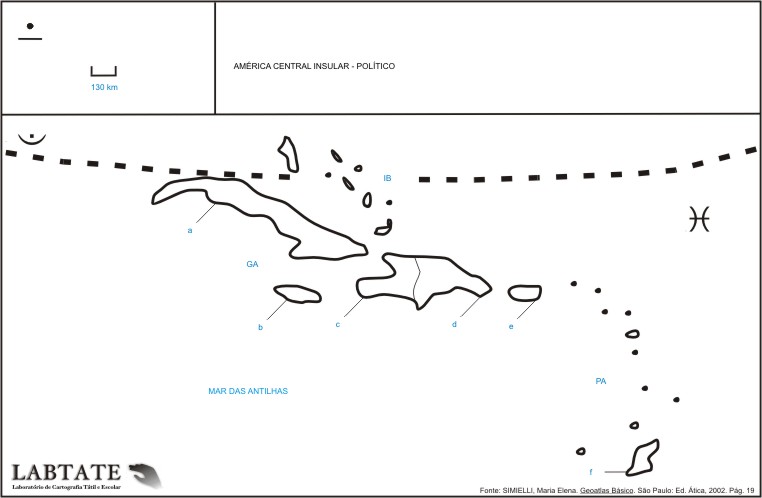 130 km
AMÉRICA CENTRAL INSULAR - POLÍTICO
IB
a
GA
b
c
d
e
MAR DAS ANTILHAS
PA
f
LABTATE
Laboratório de Cartografia Tátil e Escolar
Fonte: SIMIELLI, Maria Elena. Geoatlas Básico. São Paulo: Ed. Ática, 2002. Pág. 19